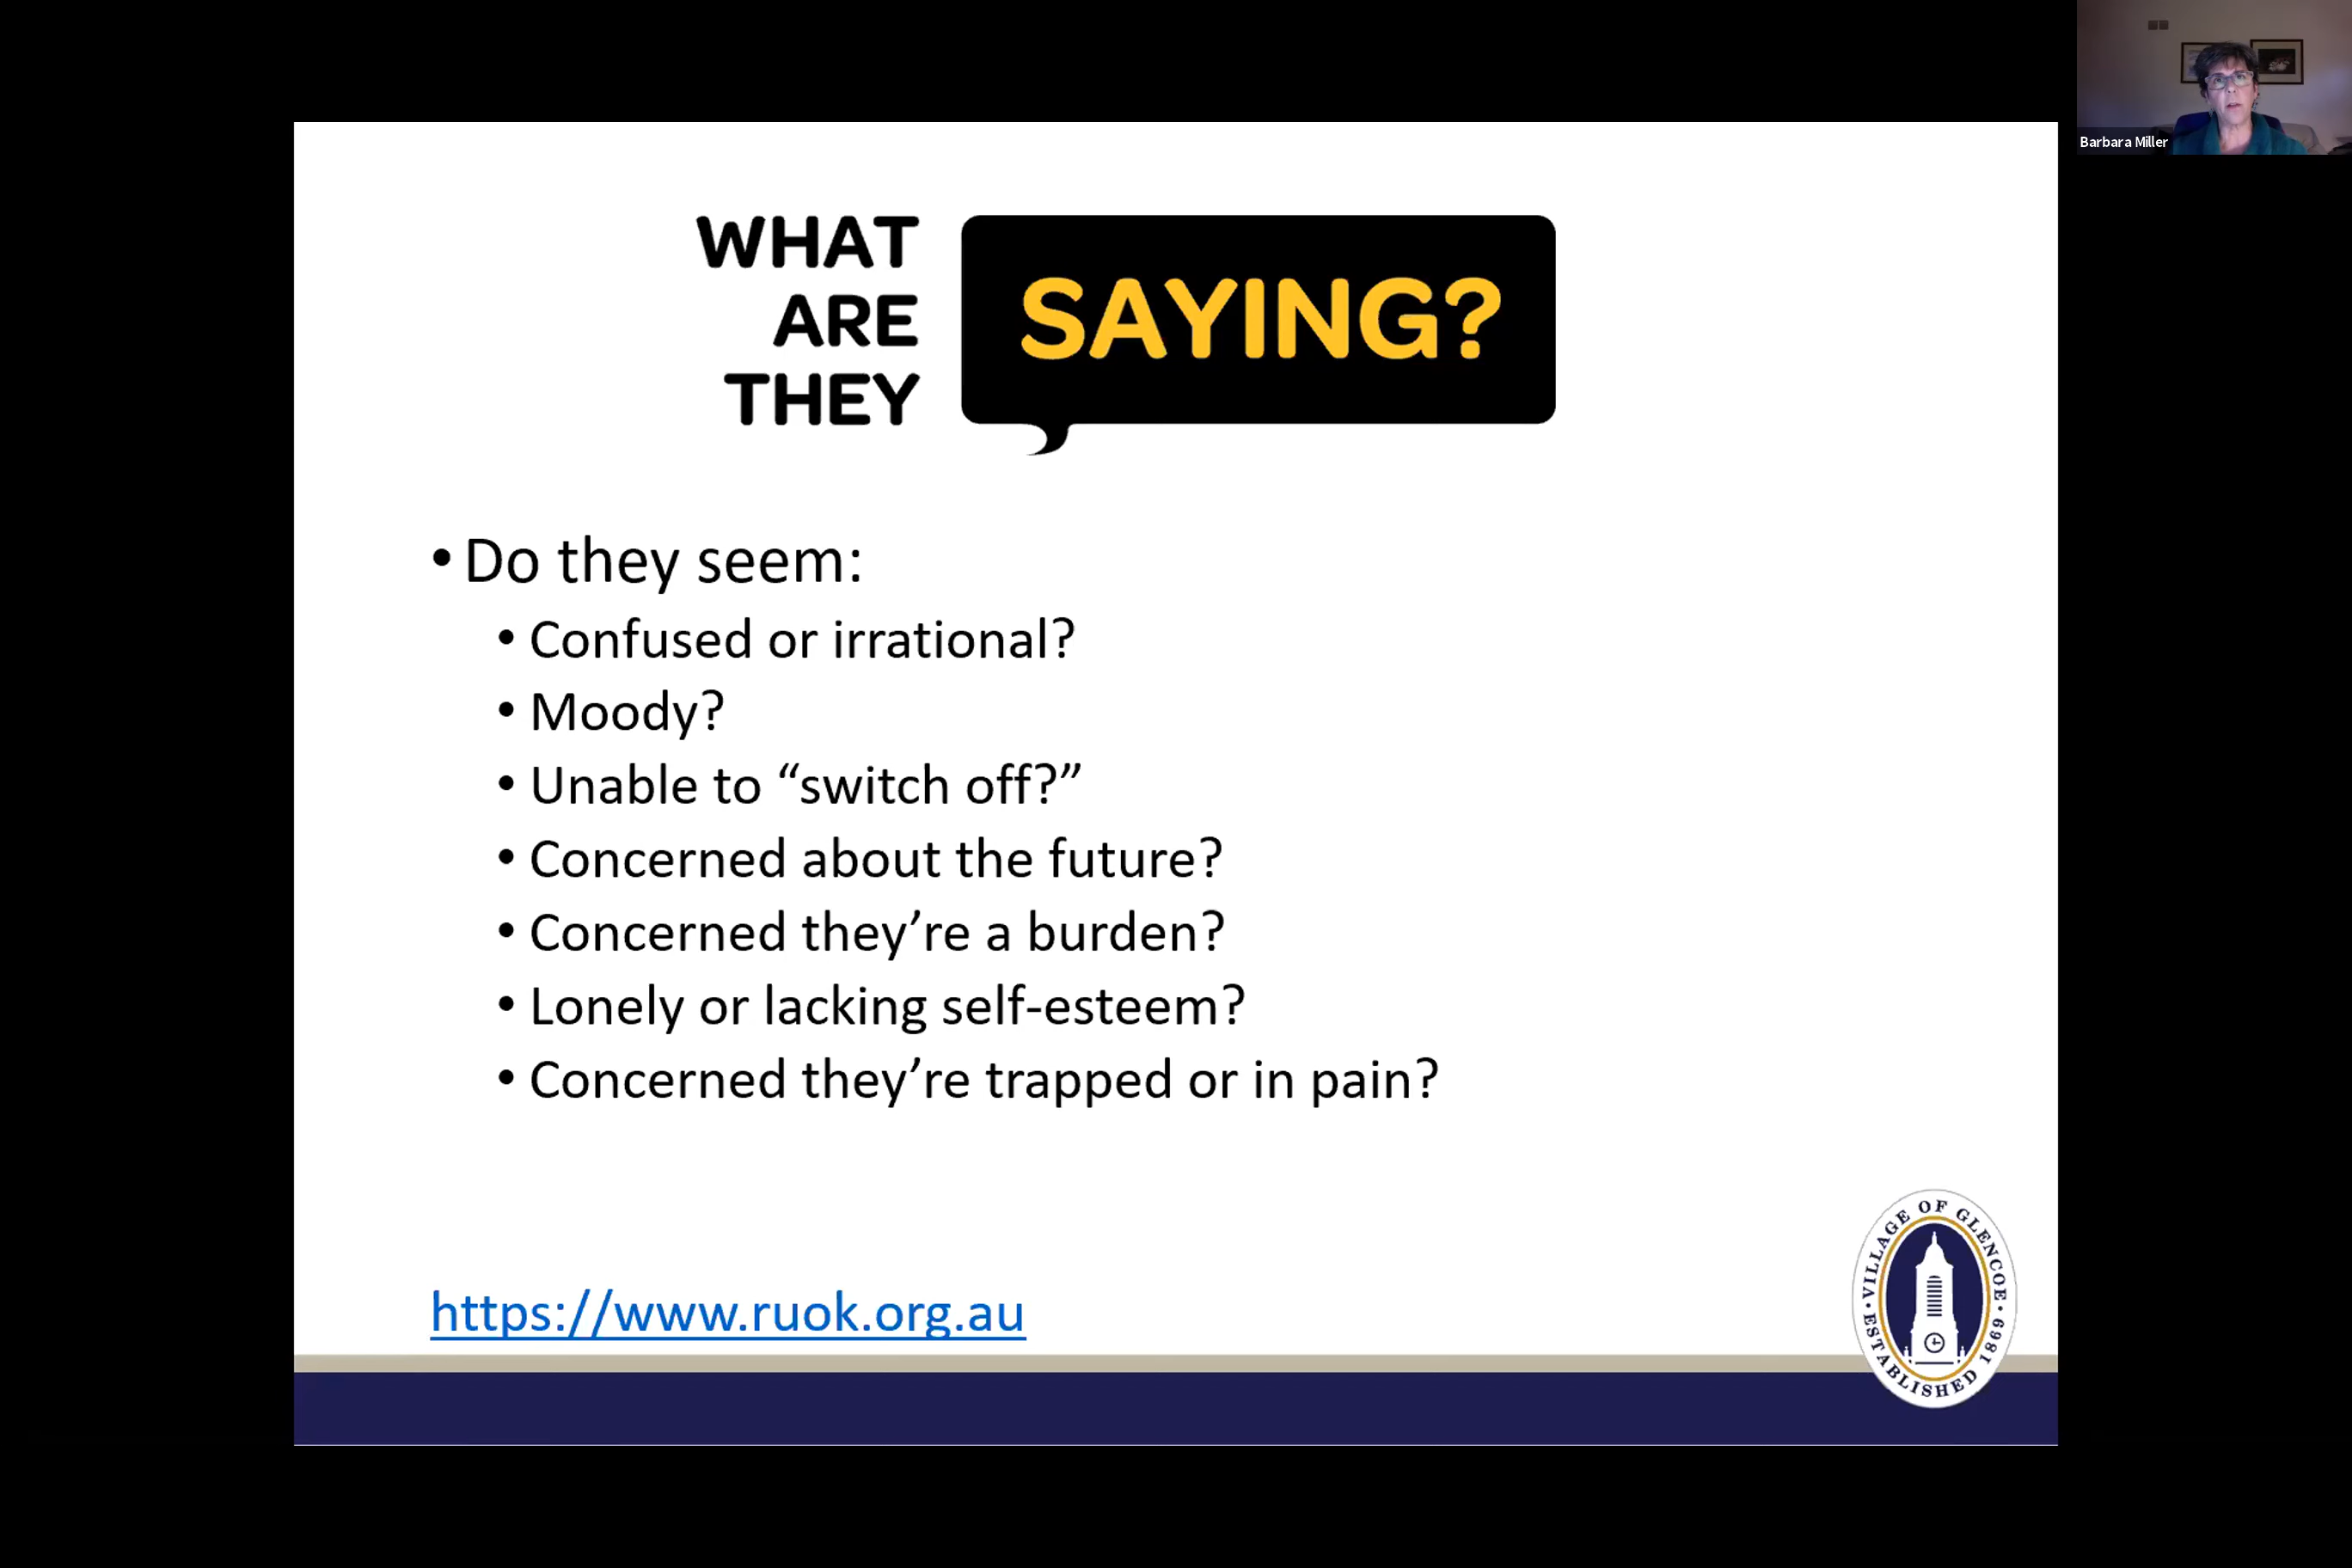 WHAT
ARE
THEY
SAYING?
• Do they seem:
• Confused or irrational?
• Moody?
• Unable to “switch off?”
• Concerned about the future?
• Concerned they’re a burden?
• Lonely or lacking self-esteem?
• Concerned they’re trapped or in pain?
https://www.ruok.org.au
VILLAGE OF GLENCOE
• ESTABLISHED 1869 •
Barbara Miller